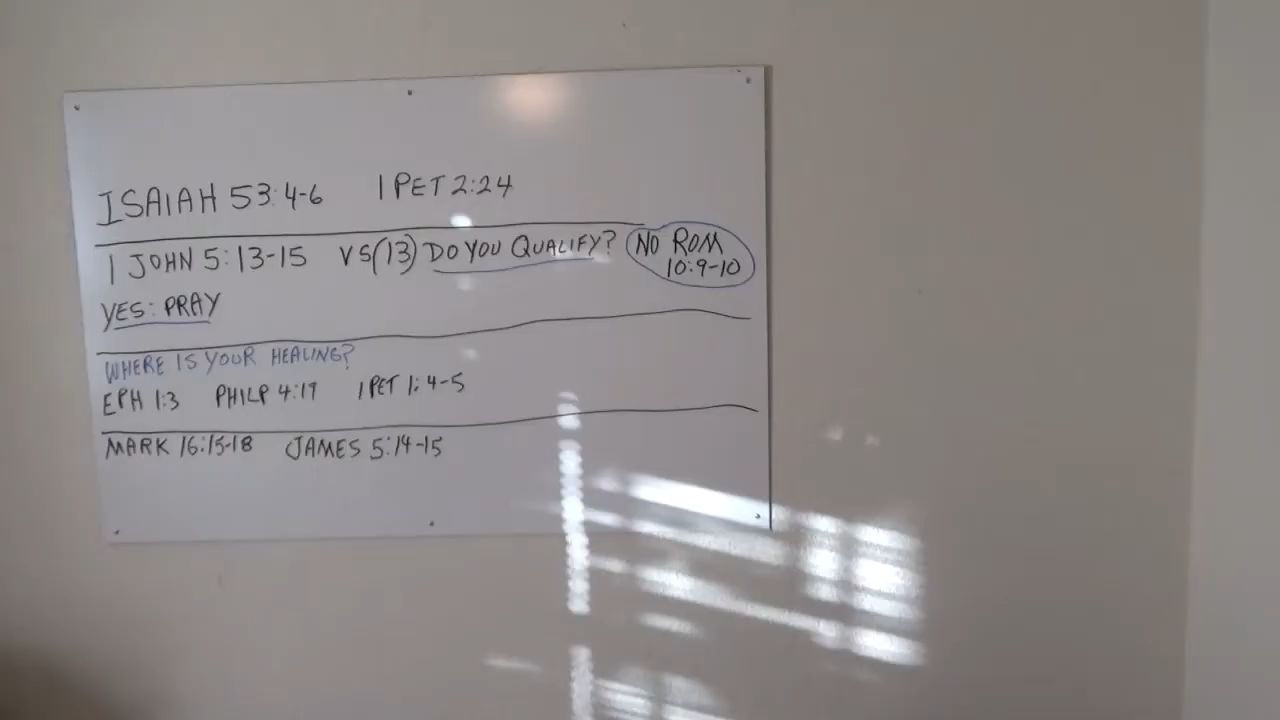 ISAIAH 53:4-6 1 PET 2:24
1 JOHN 5:13-15 VS(13) DO YOU QUALIFY? NO ROM
10:9-10
YES: PRAY
WHERE IS YOUR HEALING?
EPH 1:3 PHILP 4:19 1 PET 1:4-5
MARK 16:15-18 JAMES 5:14-15